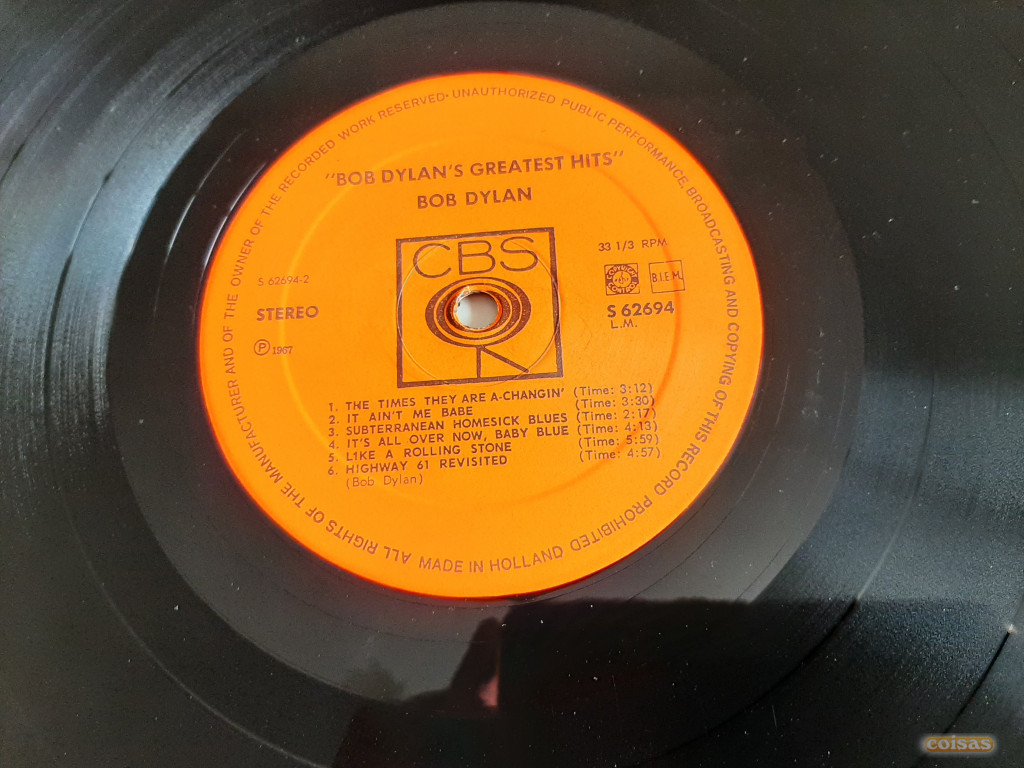 ALL RIGHTS OF THE MANUFACTURER AND OF THE OWNER OF THE RECORDED WORK RESERVED• UNAUTHORIZED PUBLIC PERFORMANCE, BROADCASTING AND COPYING OF THIS RECORD PROHIBITED
"BOB DYLAN'S GREATEST HITS"
BOB DYLAN
CBS
33 1/3 RPM
S 62694-2
COPYRIGHT CONTROL
B.I.E.M.
STEREO
S 62694
L.M.
Ⓟ 1967
1. THE TIMES THEY ARE A-CHANGIN' (Time: 3:12)
2. IT AIN'T ME BABE (Time: 3:30)
3. SUBTERRANEAN HOMESICK BLUES (Time: 2:17)
4. IT'S ALL OVER NOW, BABY BLUE (Time: 4:13)
5. LIKE A ROLLING STONE (Time: 5:59)
6. HIGHWAY 61 REVISITED (Time: 4:57)
(Bob Dylan)
MADE IN HOLLAND
coisas